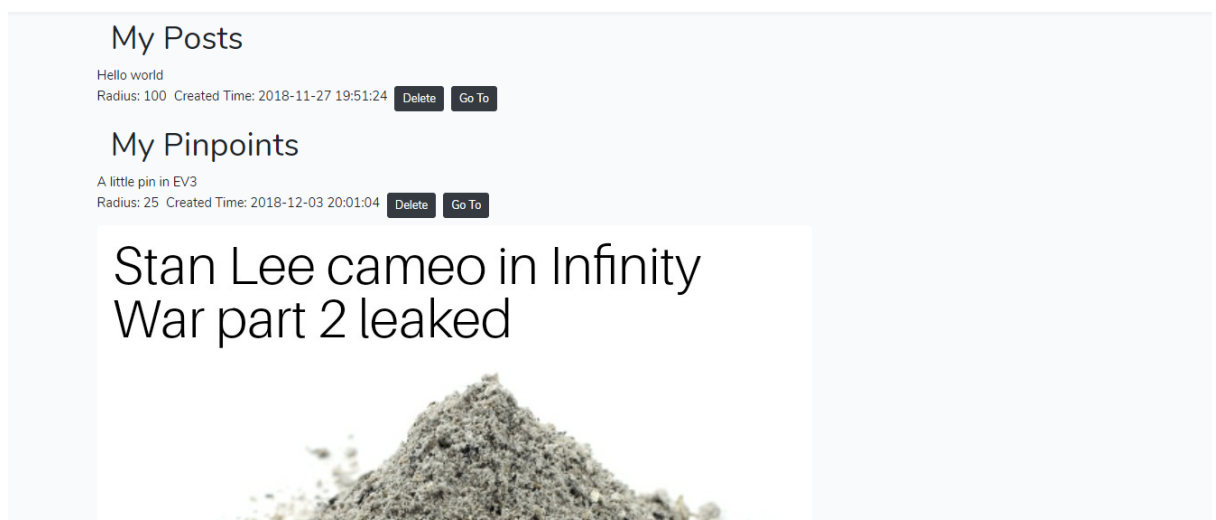 My Posts
Hello world
Radius: 100 Created Time: 2018-11-27 19:51:24 Delete Go To
My Pinpoints
A little pin in EV3
Radius: 25 Created Time: 2018-12-03 20:01:04 Delete Go To
Stan Lee cameo in Infinity
War part 2 leaked